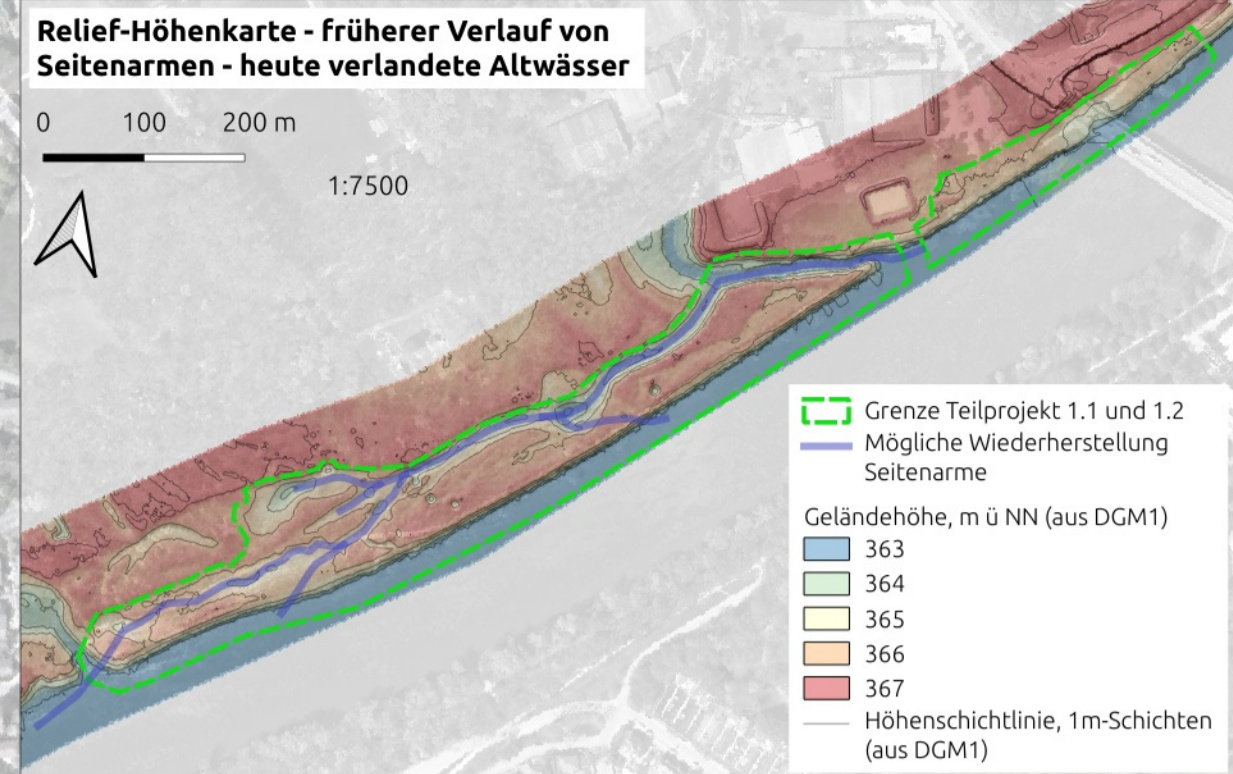 Relief-Höhenkarte - früherer Verlauf von
Seitenarmen - heute verlandete Altwässer
0 100 200 m
1:7500
Grenze Teilprojekt 1.1 und 1.2
Mögliche Wiederherstellung
Seitenarme
Geländehöhe, m ü NN (aus DGM1)
363
364
365
366
367
Höhenschichtlinie, 1m-Schichten
(aus DGM1)